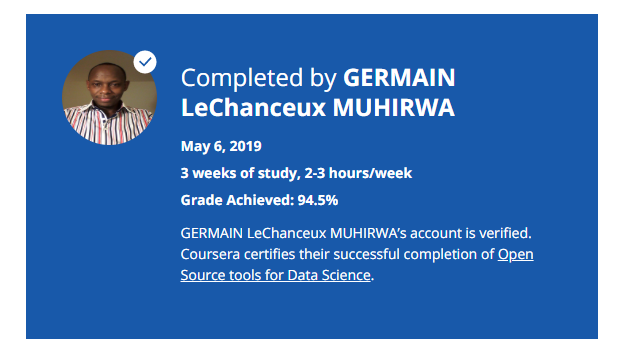 Completed by GERMAIN
LeChanceux MUHIRWA
May 6, 2019
3 weeks of study, 2-3 hours/week
Grade Achieved: 94.5%
GERMAIN LeChanceux MUHIRWA's account is verified.
Coursera certifies their successful completion of Open
Source tools for Data Science.